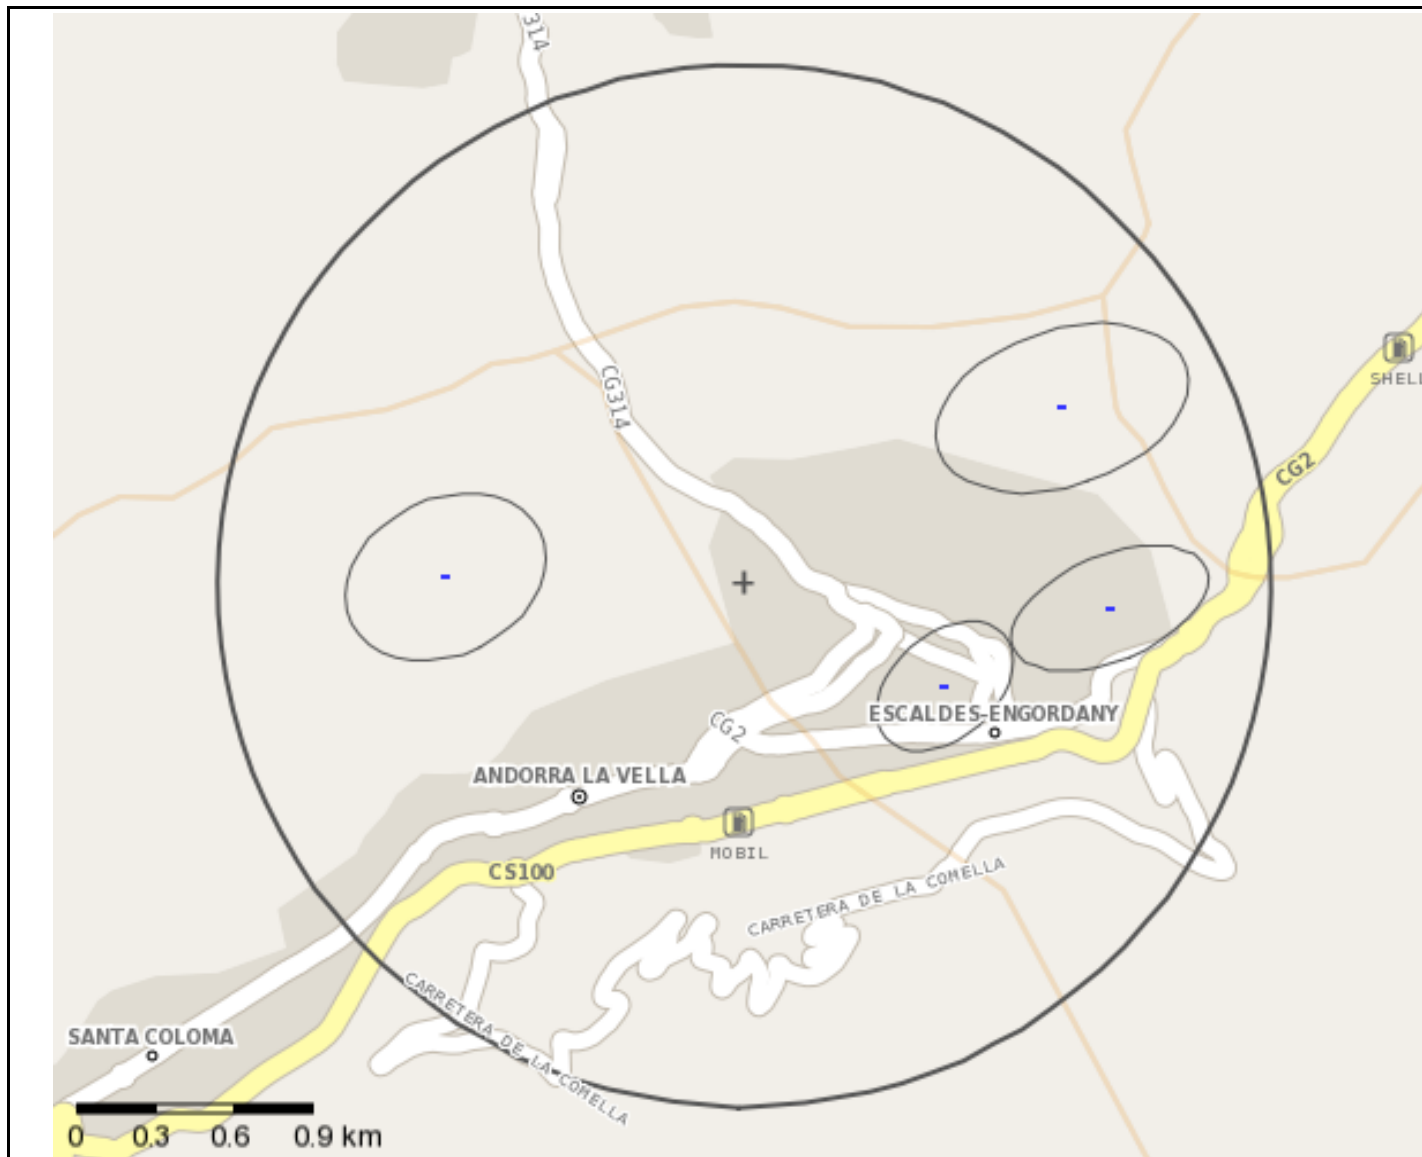 314
SHELL
CG314
CG2
CG2
ESCALDES-ENGORDANY
ANDORRA LA VELLA
MOBIL
CS100
CARRETERA DE LA COMELLA
CARRETERA DE LA COMELLA
SANTA COLOMA
0 0.3 0.6 0.9 km